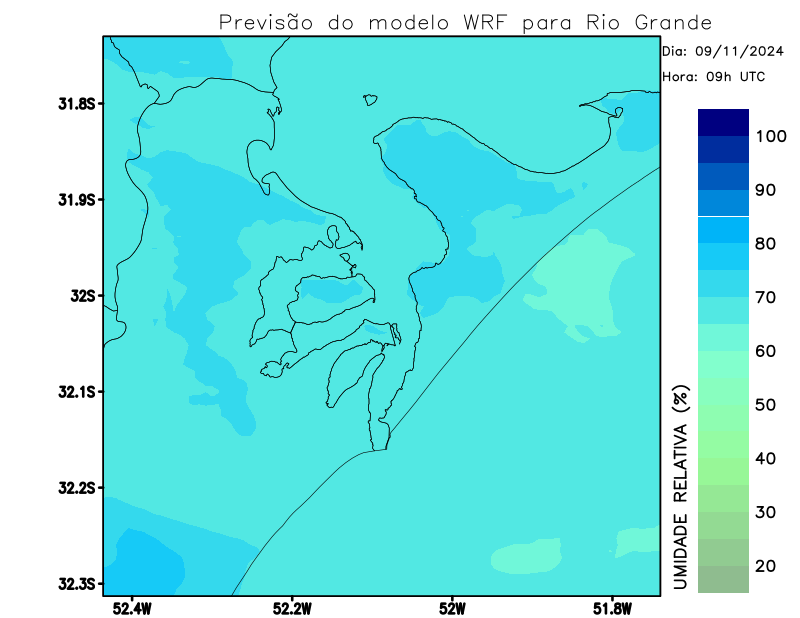 Previsão do modelo WRF para Rio Grande
Dia: 09/11/2024
Hora: 09h UTC
31.8S
31.9S
32S
32.1S
32.2S
32.3S
52.4W
52.2W
52W
51.8W
100
90
80
70
60
50
40
30
20
UMIDADE RELATIVA (%)